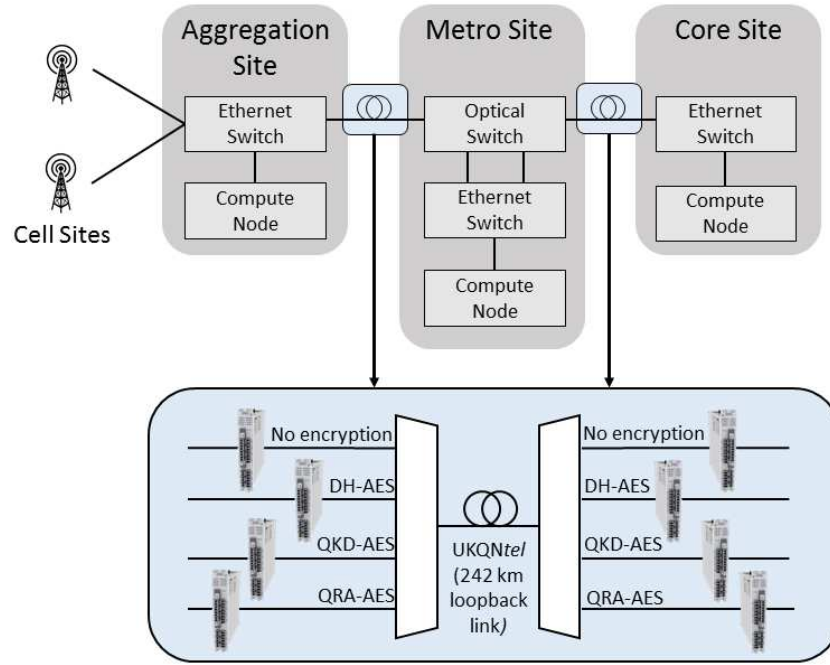 Aggregation
Site
Metro Site
Core Site
Ethernet
Switch
Optical
Switch
Ethernet
Switch
Compute
Node
Ethernet
Switch
Compute
Node
Compute
Node
Cell Sites
No encryption
No encryption
DH-AES
DH-AES
QKD-AES
QKD-AES
QRA-AES
QRA-AES
UKQNtel
(242 km
loopback
link)